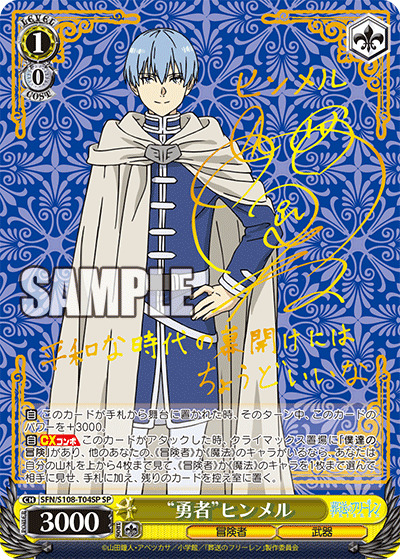 LEVEL
1
0
COST
ヒンメル
SAMPLE
平和な時代の幕開けには
ちょうどいいな
自 このカードが手札から舞台に置かれた時、そのターン中、このカードの
パワーを+3000。
自 CXコンボ このカードがアタックした時、クライマックス置場に「僕達の
冒険」があり、他のあなたの、《冒険者》か《魔法》のキャラがいるなら、あなたは
自分の山札を上から4枚まで見て、《冒険者》か《魔法》のキャラを1枚まで選んで
相手に見せ、手札に加え、残りのカードを控え室に置く。
CH SFN/S108-T04SP SP
3000
“勇者”ヒンメル
葬送のフリーレン
冒険者
武器
©山田鐘人・アベツカサ／小学館／「葬送のフリーレン」製作委員会